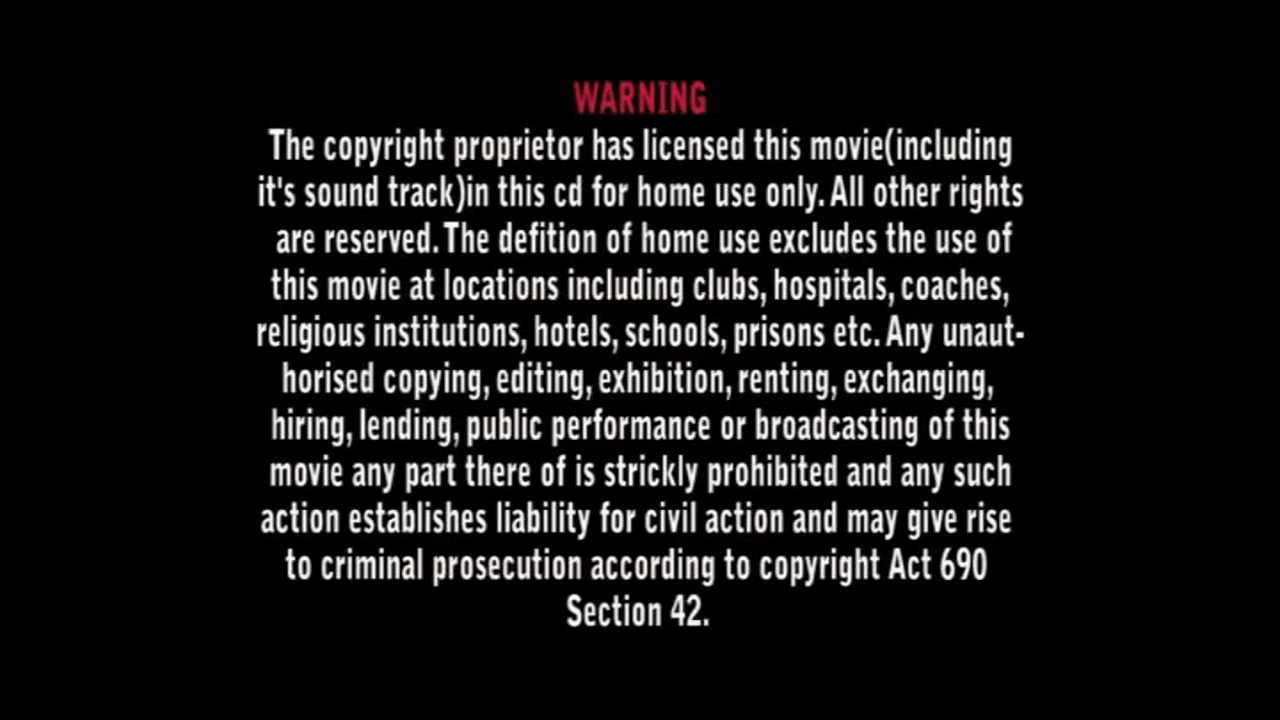 WARNING
The copyright proprietor has licensed this movie(including
it's sound track)in this cd for home use only. All other rights
are reserved. The defition of home use excludes the use of
this movie at locations including clubs, hospitals, coaches,
religious institutions, hotels, schools, prisons etc. Any unaut-
horised copying, editing, exhibition, renting, exchanging,
hiring, lending, public performance or broadcasting of this
movie any part there of is strickly prohibited and any such
action establishes liability for civil action and may give rise
to criminal prosecution according to copyright Act 690
Section 42.